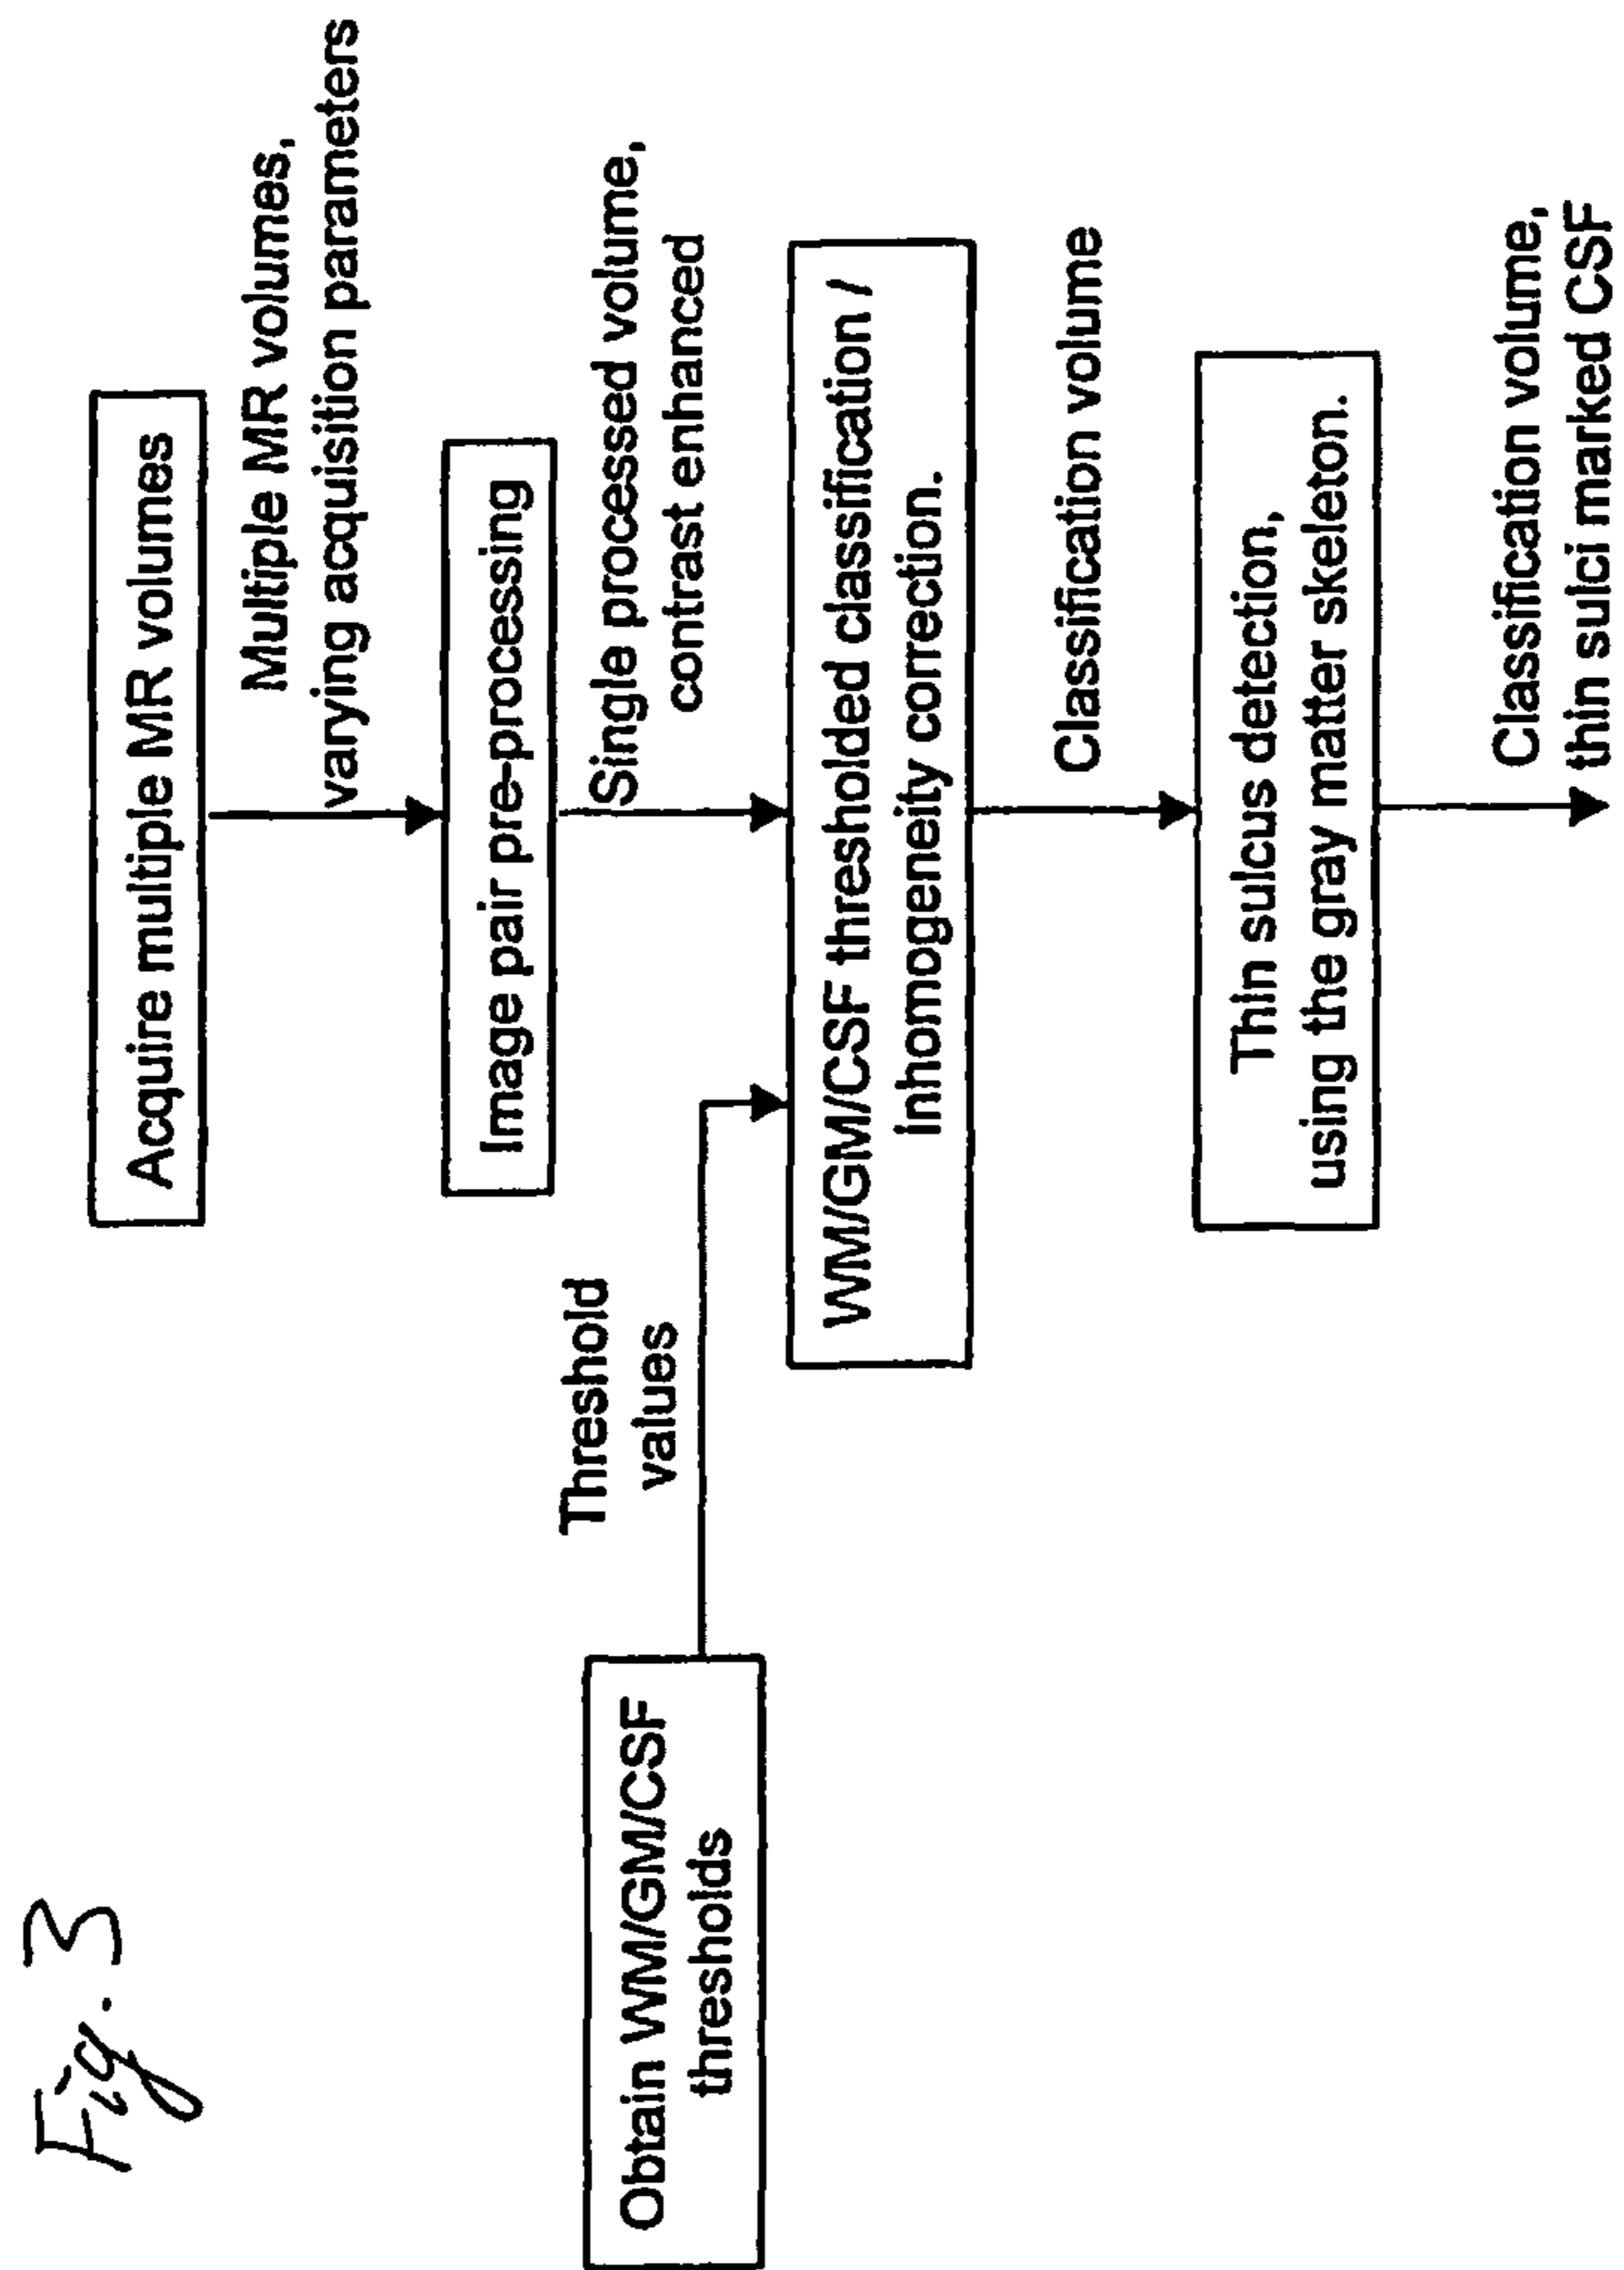 Fig. 3
Acquire multiple MR volumes
Multiple MR volumes,
varying acquisition parameters
Image pair pre-processing
Single processed volume,
contrast enhanced
Threshold
values
Obtain WM/GM/CSF
thresholds
WM/GM/CSF thresholded classification /
inhomogeneity correction.
Classification volume
Thin sulcus detection,
using the gray matter skeleton.
Classification volume,
thin sulci marked CSF